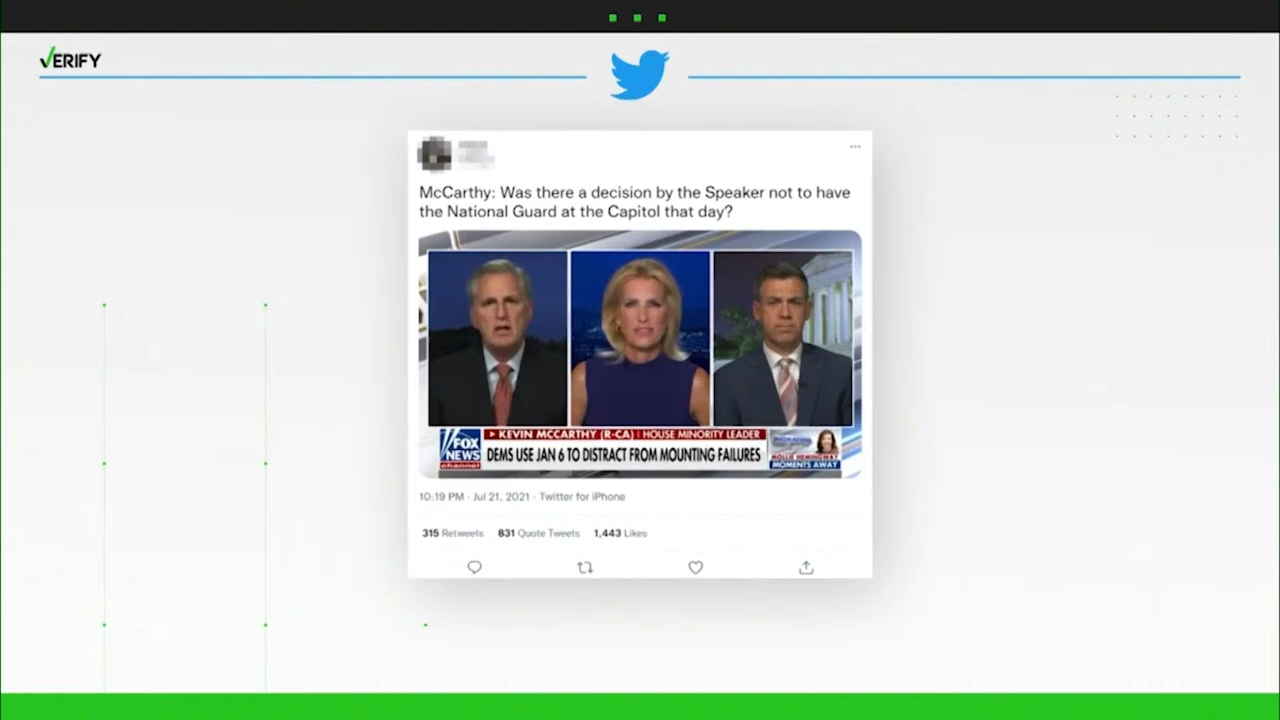 VERIFY
McCarthy: Was there a decision by the Speaker not to have
the National Guard at the Capitol that day?
KEVIN MCCARTHY (R-CA) | HOUSE MINORITY LEADER
FOX
NEWS
channel
DEMS USE JAN 6 TO DISTRACT FROM MOUNTING FAILURES
MOLLIE HEMINGWAY
MOMENTS AWAY
10:19 PM · Jul 21, 2021 · Twitter for iPhone
315 Retweets 831 Quote Tweets 1,443 Likes